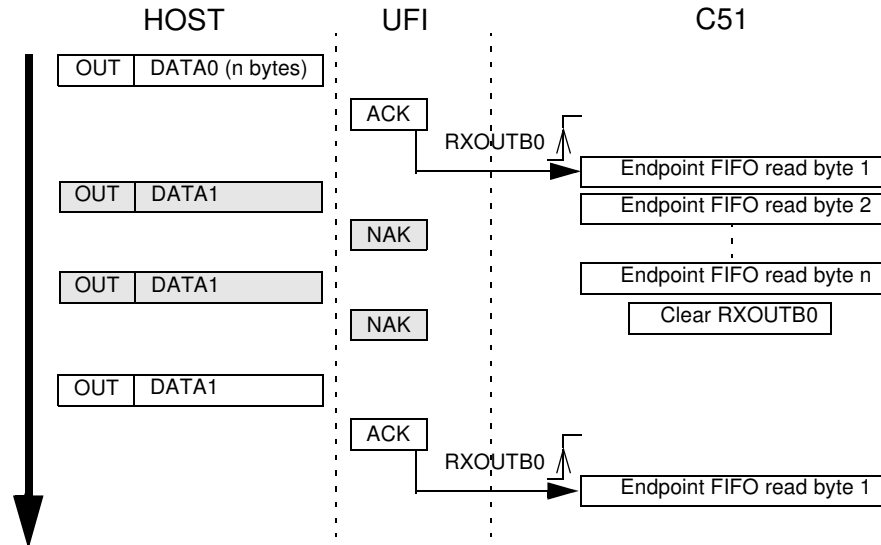 HOST UFI C51
OUT DATA0 (n bytes)
ACK
RXOUTB0
Endpoint FIFO read byte 1
OUT DATA1
Endpoint FIFO read byte 2
NAK
OUT DATA1
Endpoint FIFO read byte n
NAK
Clear RXOUTB0
OUT DATA1
ACK
RXOUTB0
Endpoint FIFO read byte 1